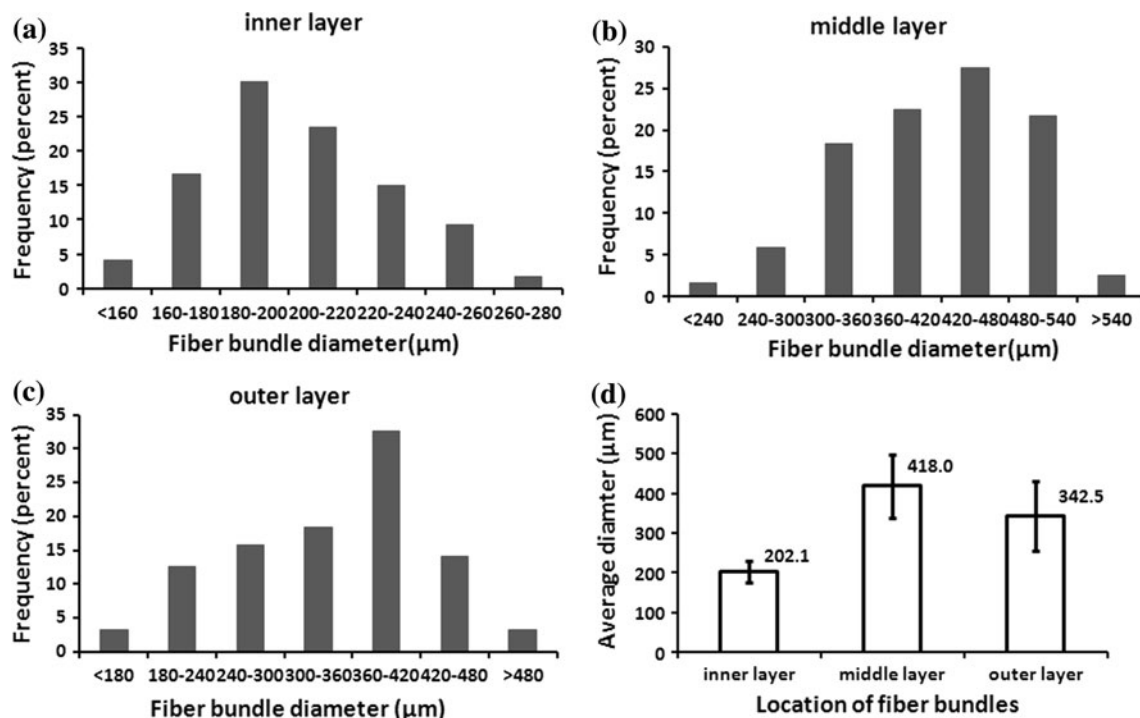 (a)
inner layer
Frequency (percent)
35
30
25
20
15
10
5
0
<160 160-180 180-200 200-220 220-240 240-260 260-280
Fiber bundle diameter(μm)
(b)
middle layer
Frequency (percent)
30
25
20
15
10
5
0
<240 240-300 300-360 360-420 420-480 480-540 >540
Fiber bundle diameter(μm)
(c)
outer layer
Frequency (percent)
35
30
25
20
15
10
5
0
<180 180-240 240-300 300-360 360-420 420-480 >480
Fiber bundle diameter(μm)
(d)
Average diamter (μm)
600
500
400
300
200
100
0
202.1
418.0
342.5
inner layer middle layer outer layer
Location of fiber bundles